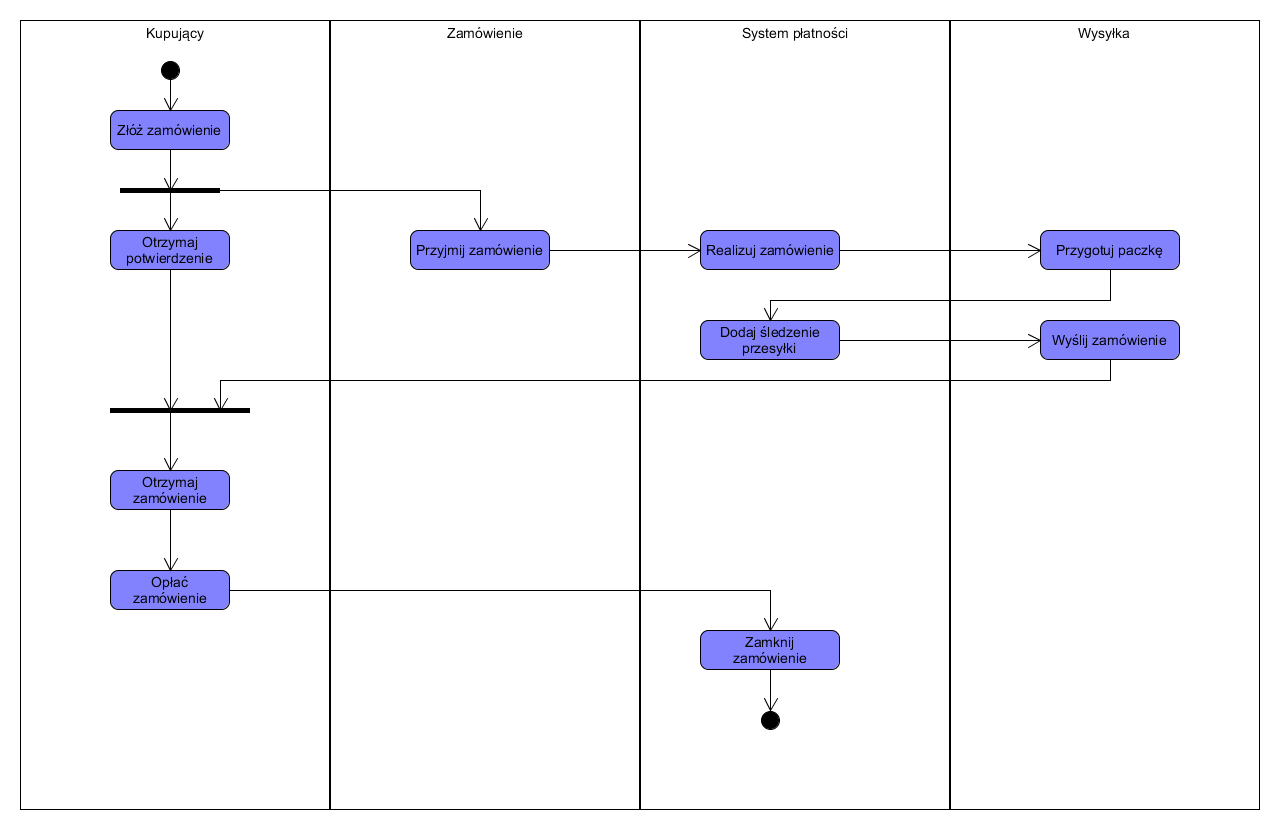 Kupujący
Zamówienie
System płatności
Wysyłka
Złóż zamówienie
Otrzymaj
potwierdzenie
Przyjmij zamówienie
Realizuj zamówienie
Przygotuj paczkę
Dodaj śledzenie
przesyłki
Wyślij zamówienie
Otrzymaj
zamówienie
Opłać
zamówienie
Zamknij
zamówienie